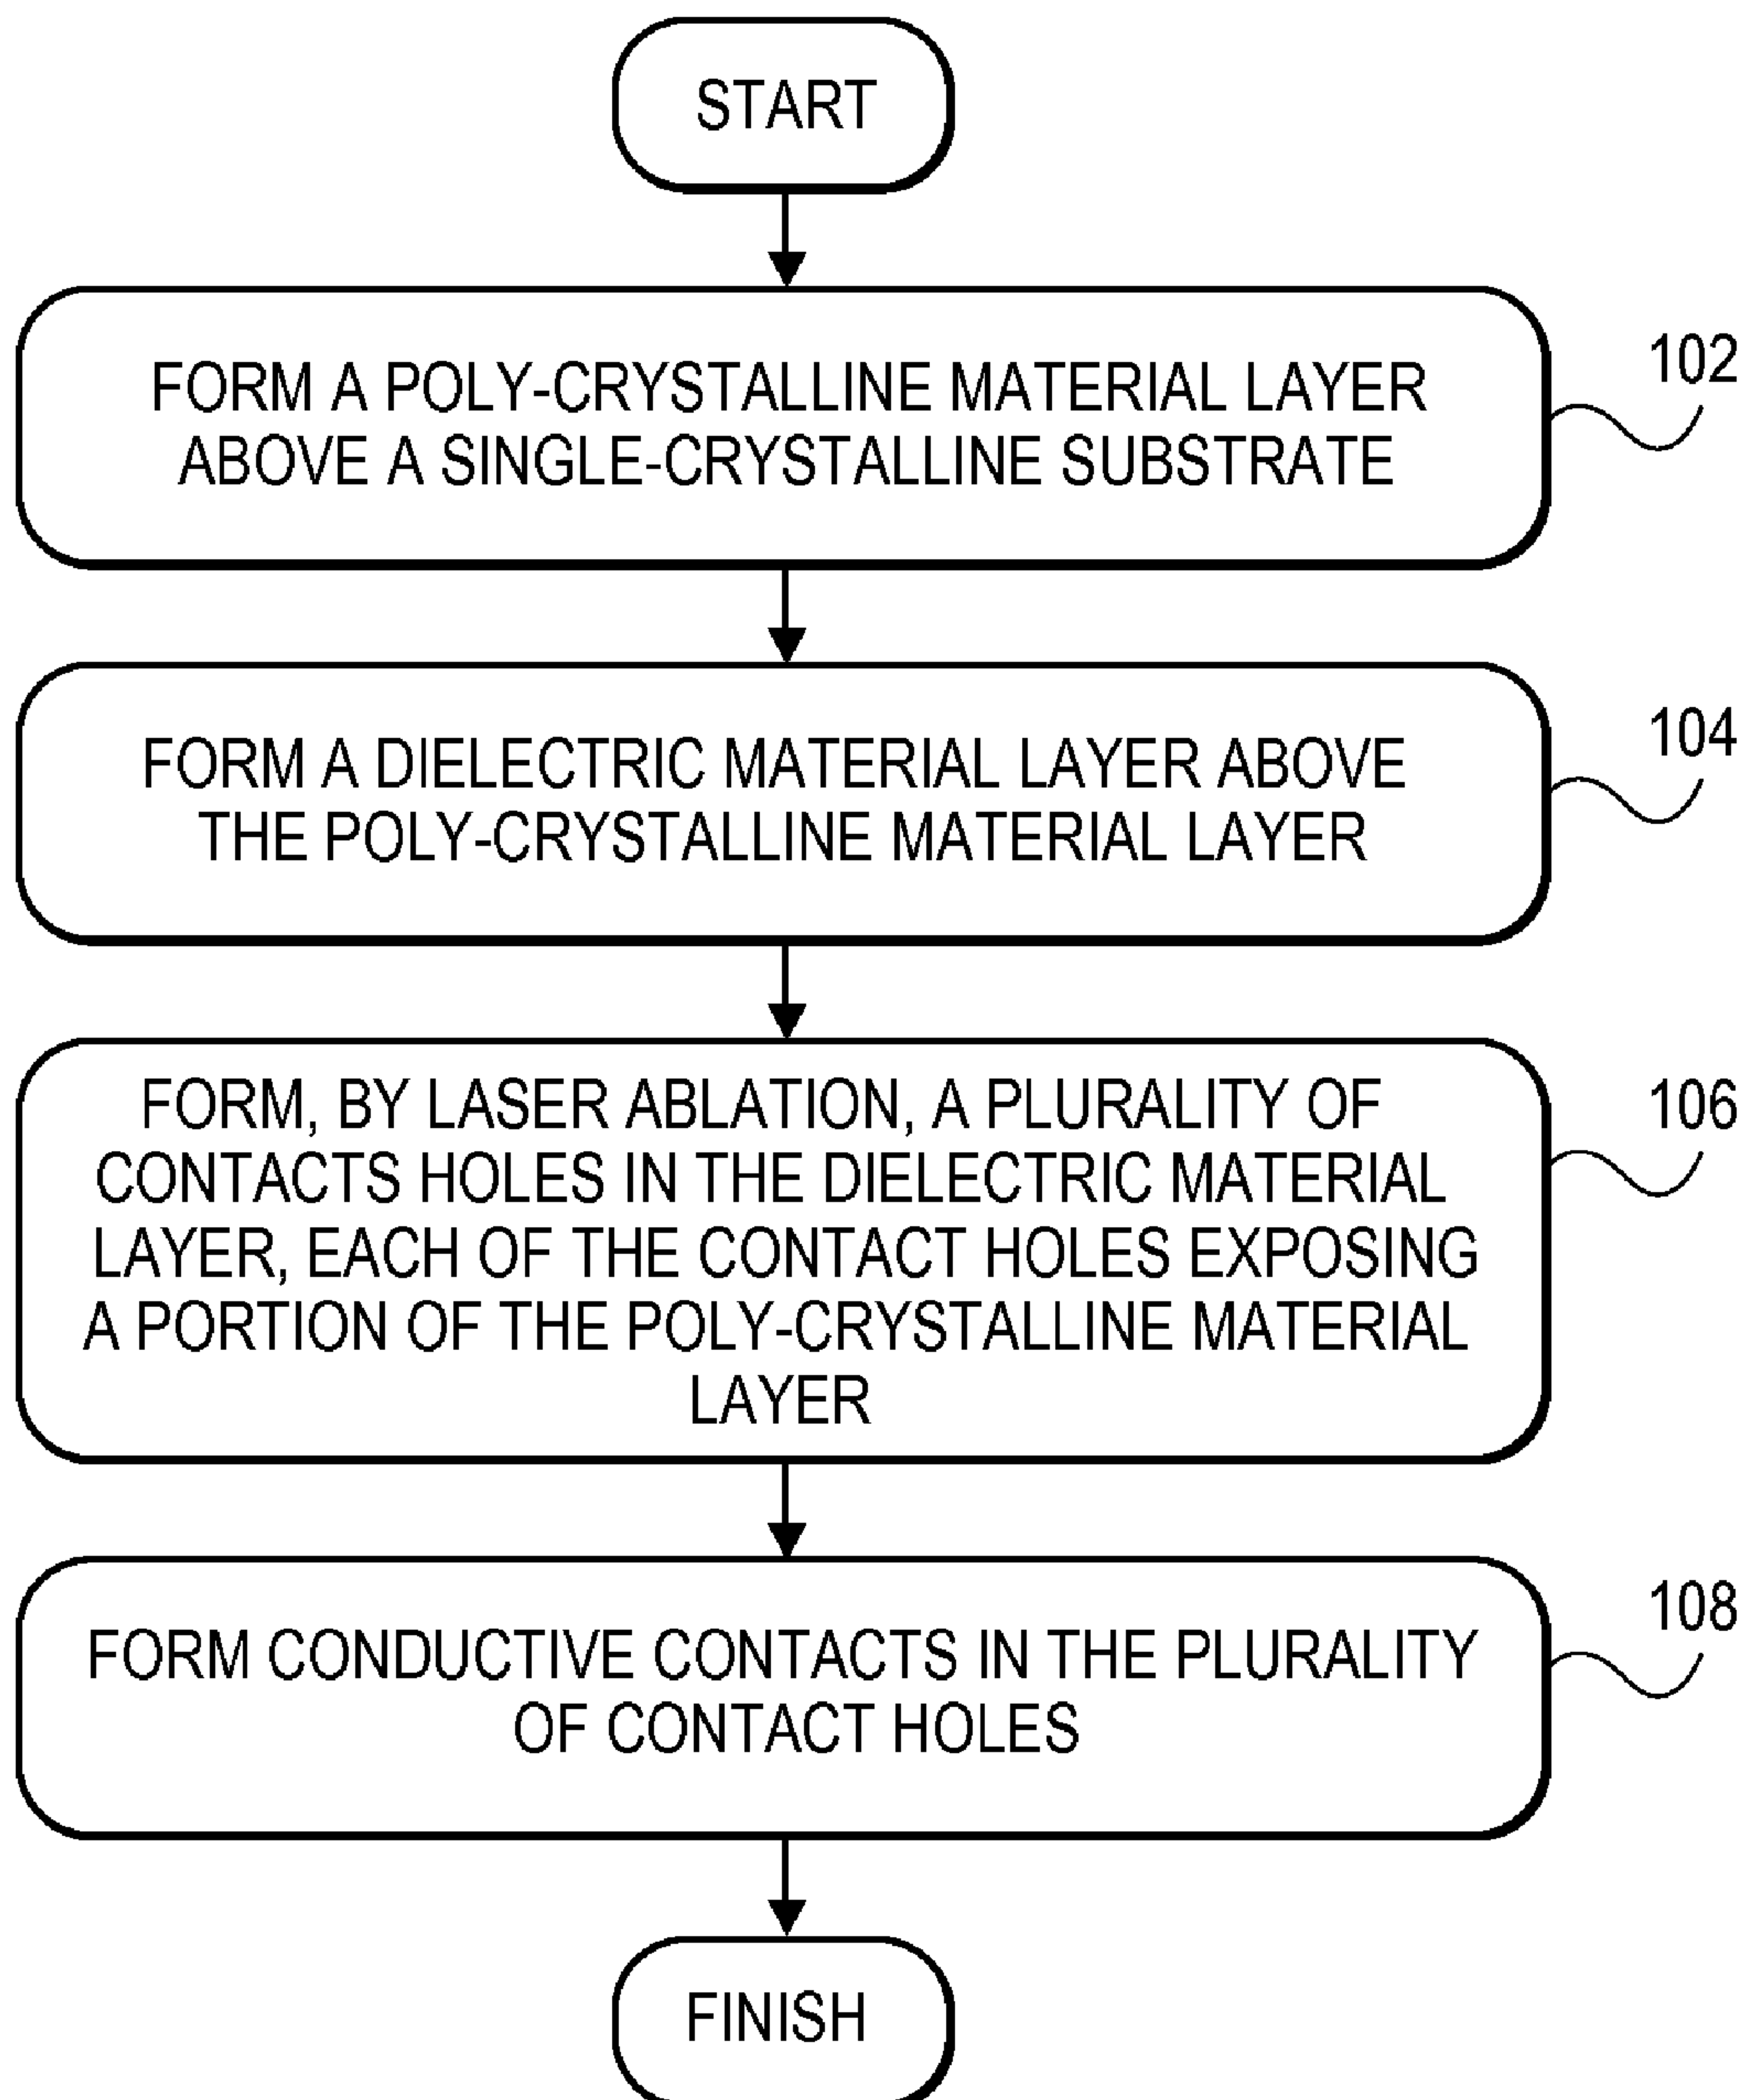 START
FORM A POLY-CRYSTALLINE MATERIAL LAYER
ABOVE A SINGLE-CRYSTALLINE SUBSTRATE
102
FORM A DIELECTRIC MATERIAL LAYER ABOVE
THE POLY-CRYSTALLINE MATERIAL LAYER
104
FORM, BY LASER ABLATION, A PLURALITY OF
CONTACTS HOLES IN THE DIELECTRIC MATERIAL
LAYER, EACH OF THE CONTACT HOLES EXPOSING
A PORTION OF THE POLY-CRYSTALLINE MATERIAL
LAYER
106
FORM CONDUCTIVE CONTACTS IN THE PLURALITY
OF CONTACT HOLES
108
FINISH